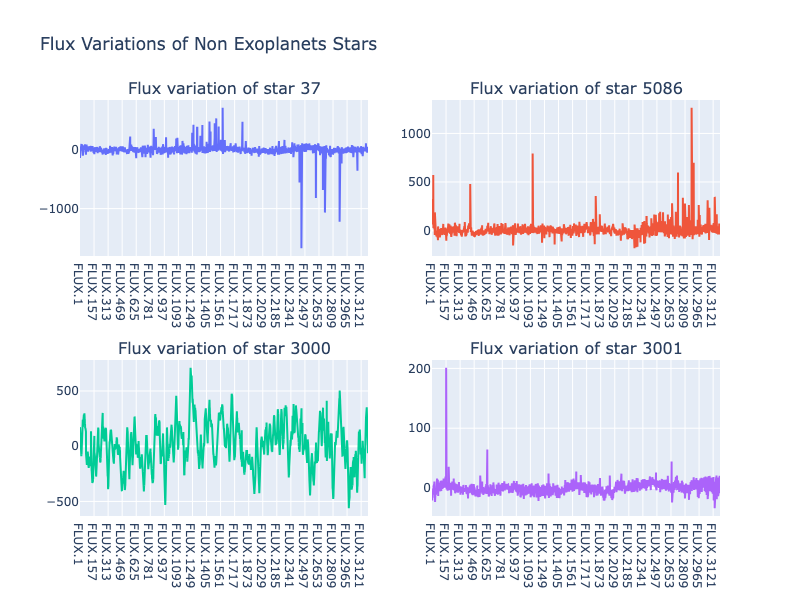 Flux Variations of Non Exoplanets Stars
Flux variation of star 37
0
−1000
FLUX.1
FLUX.157
FLUX.313
FLUX.469
FLUX.625
FLUX.781
FLUX.937
FLUX.1093
FLUX.1249
FLUX.1405
FLUX.1561
FLUX.1717
FLUX.1873
FLUX.2029
FLUX.2185
FLUX.2341
FLUX.2497
FLUX.2653
FLUX.2809
FLUX.2965
FLUX.3121
Flux variation of star 5086
1000
500
0
FLUX.1
FLUX.157
FLUX.313
FLUX.469
FLUX.625
FLUX.781
FLUX.937
FLUX.1093
FLUX.1249
FLUX.1405
FLUX.1561
FLUX.1717
FLUX.1873
FLUX.2029
FLUX.2185
FLUX.2341
FLUX.2497
FLUX.2653
FLUX.2809
FLUX.2965
FLUX.3121
Flux variation of star 3000
500
0
−500
FLUX.1
FLUX.157
FLUX.313
FLUX.469
FLUX.625
FLUX.781
FLUX.937
FLUX.1093
FLUX.1249
FLUX.1405
FLUX.1561
FLUX.1717
FLUX.1873
FLUX.2029
FLUX.2185
FLUX.2341
FLUX.2497
FLUX.2653
FLUX.2809
FLUX.2965
FLUX.3121
Flux variation of star 3001
200
100
0
FLUX.1
FLUX.157
FLUX.313
FLUX.469
FLUX.625
FLUX.781
FLUX.937
FLUX.1093
FLUX.1249
FLUX.1405
FLUX.1561
FLUX.1717
FLUX.1873
FLUX.2029
FLUX.2185
FLUX.2341
FLUX.2497
FLUX.2653
FLUX.2809
FLUX.2965
FLUX.3121